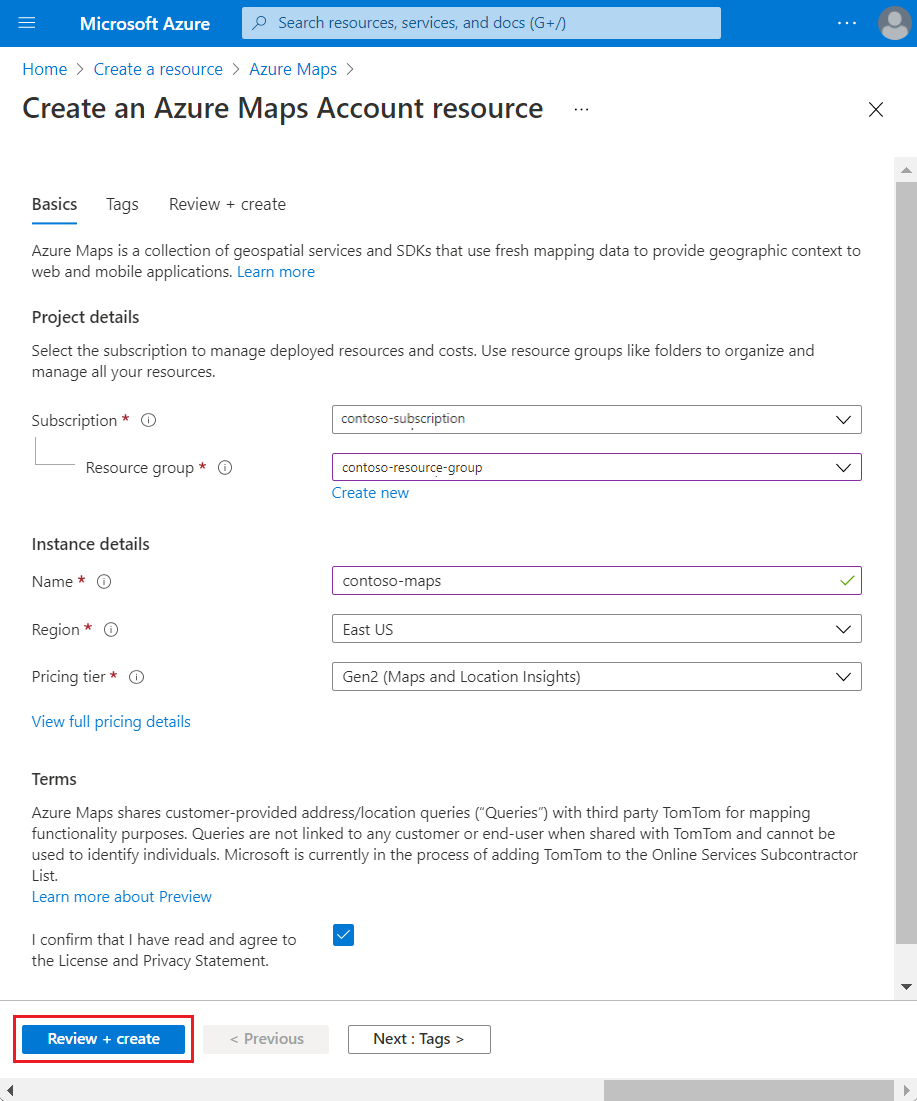 Microsoft Azure
Search resources, services, and docs (G+/)
Home > Create a resource > Azure Maps >
Create an Azure Maps Account resource ...
Basics Tags Review + create
Azure Maps is a collection of geospatial services and SDKs that use fresh mapping data to provide geographic context to
web and mobile applications. Learn more
Project details
Select the subscription to manage deployed resources and costs. Use resource groups like folders to organize and
manage all your resources.
Subscription * contoso-subscription
Resource group * contoso-resource-group
Create new
Instance details
Name * contoso-maps
Region * East US
Pricing tier * Gen2 (Maps and Location Insights)
View full pricing details
Terms
Azure Maps shares customer-provided address/location queries (“Queries”) with third party TomTom for mapping
functionality purposes. Queries are not linked to any customer or end-user when shared with TomTom and cannot be
used to identify individuals. Microsoft is currently in the process of adding TomTom to the Online Services Subcontractor
List.
Learn more about Preview
I confirm that I have read and agree to
the License and Privacy Statement.
Review + create < Previous Next : Tags >